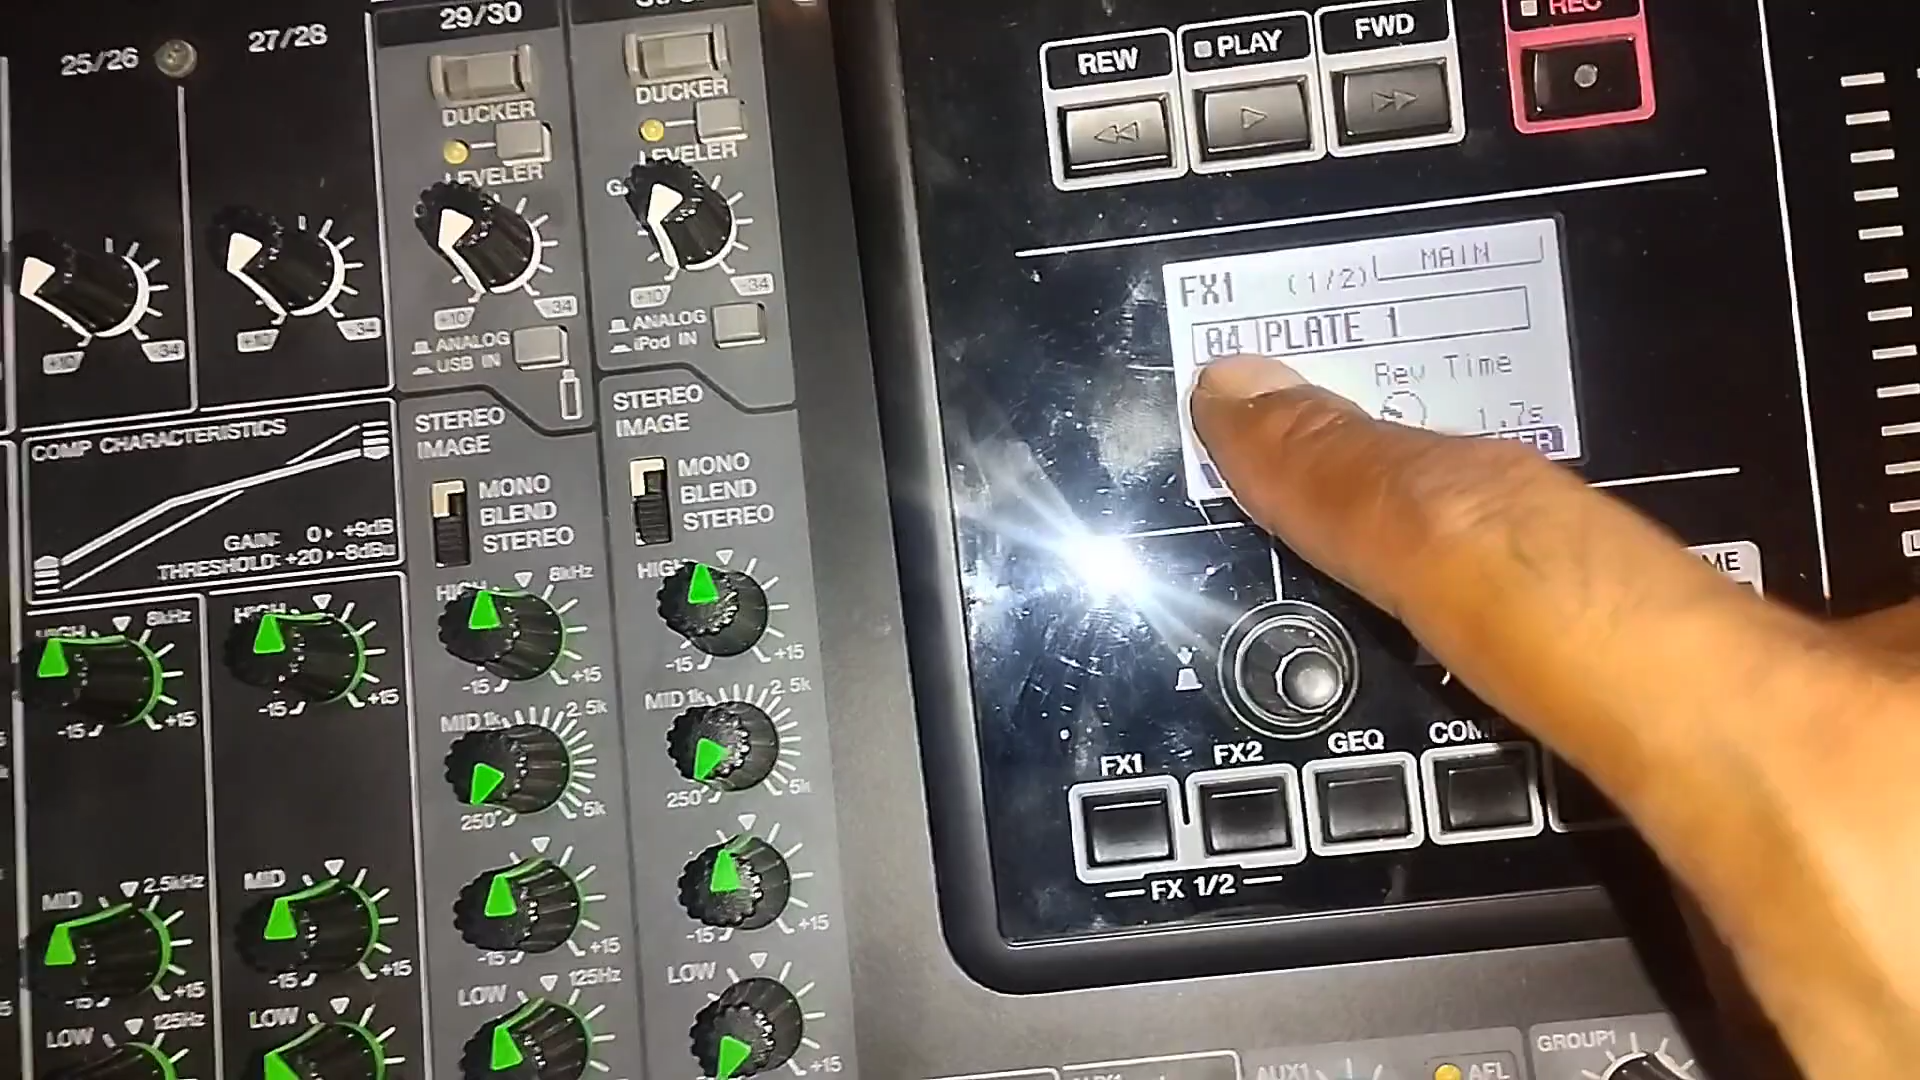 25/26
27/28
29/30
DUCKER
LEVELER
+10
-34
+10
-34
+10
-34
ANALOG
USB IN
DUCKER
LEVELER
+10
-34
ANALOG
iPod IN
COMP CHARACTERISTICS
GAIN: 0▸ +9dB
THRESHOLD: +20▸-8dBu
STEREO
IMAGE
MONO
BLEND
STEREO
STEREO
IMAGE
MONO
BLEND
STEREO
HIGH
8kHz
-15
+15
HIGH
-15
+15
HIGH
8kHz
-15
+15
HIGH
-15
+15
MID 1k
2.5k
250
5k
MID 1k
2.5k
250
5k
MID
2.5kHz
-15
+15
MID
-15
+15
-15
+15
-15
+15
LOW
125Hz
LOW
LOW
125Hz
LOW
+15
REW
PLAY
FWD
REC
FX1
(1/2)
MAIN
04
PLATE 1
Rev Time
1.7s
FX1
FX2
GEQ
FX 1/2
AUX1
AFL
GROUP1